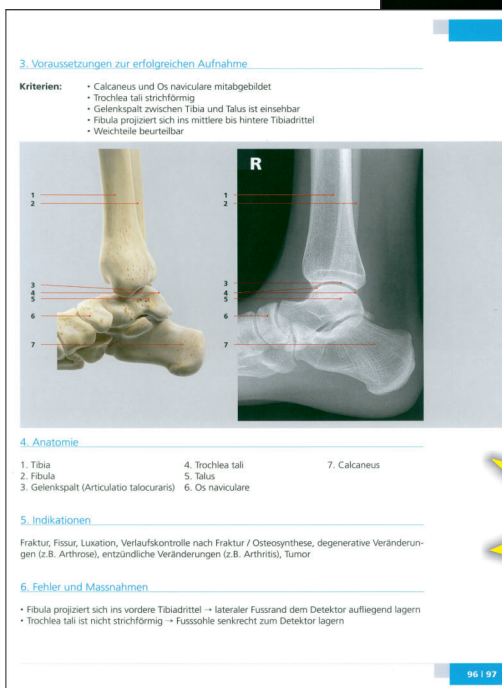 3. Voraussetzungen zur erfolgreichen Aufnahme
Kriterien:
• Calcaneus und Os naviculare mitabgebildet
• Trochlea tali strichförmig
• Gelenkspalt zwischen Tibia und Talus ist einsehbar
• Fibula projiziert sich ins mittlere bis hintere Tibiadrittel
• Weichteile beurteilbar
R
1
2
3
4
5
6
7
1
2
3
4
5
6
7
4. Anatomie
1. Tibia
2. Fibula
3. Gelenkspalt (Articulatio talocuraris)
4. Trochlea tali
5. Talus
6. Os naviculare
7. Calcaneus
5. Indikationen
Fraktur, Fissur, Luxation, Verlaufskontrolle nach Fraktur / Osteosynthese, degenerative Veränderun-
gen (z.B. Arthrose), entzündliche Veränderungen (z.B. Arthritis), Tumor
6. Fehler und Massnahmen
• Fibula projiziert sich ins vordere Tibiadrittel → lateraler Fussrand dem Detektor aufliegend lagern
• Trochlea tali ist nicht strichförmig → Fusssohle senkrecht zum Detektor lagern
96 | 97